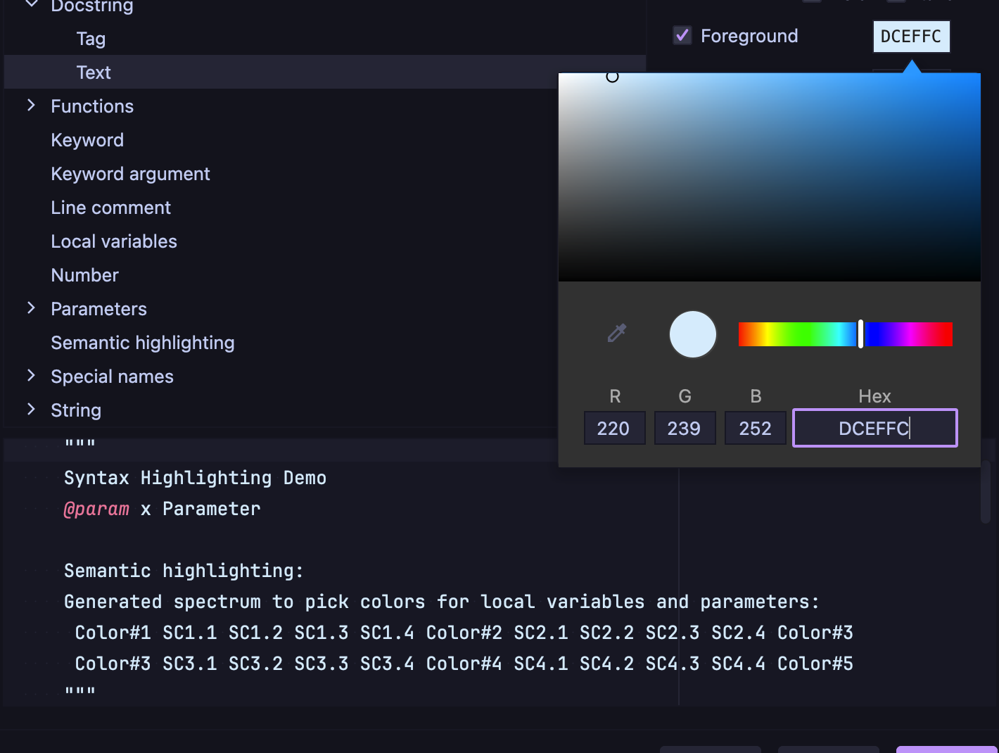 Docstring
Tag
Text
Functions
Keyword
Keyword argument
Line comment
Local variables
Number
Parameters
Semantic highlighting
Special names
String
Foreground
DCEFFC
R G B Hex
220 239 252 DCEFFC
"""
Syntax Highlighting Demo
@param x Parameter
Semantic highlighting:
Generated spectrum to pick colors for local variables and parameters:
Color#1 SC1.1 SC1.2 SC1.3 SC1.4 Color#2 SC2.1 SC2.2 SC2.3 SC2.4 Color#3
Color#3 SC3.1 SC3.2 SC3.3 SC3.4 Color#4 SC4.1 SC4.2 SC4.3 SC4.4 Color#5
"""